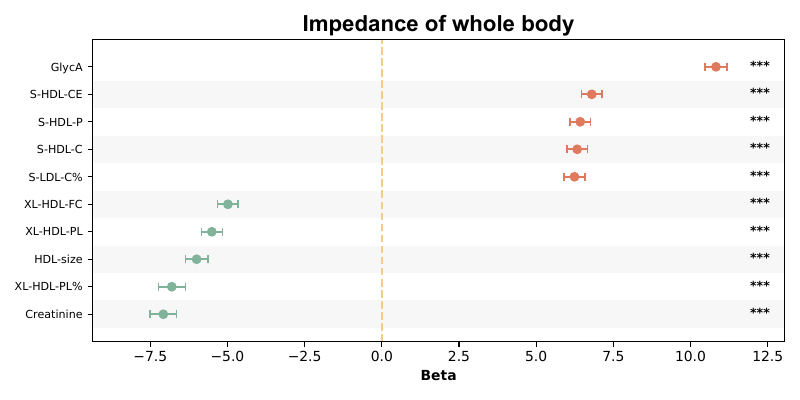 Impedance of whole body
GlycA ***
S-HDL-CE ***
S-HDL-P ***
S-HDL-C ***
S-LDL-C% ***
XL-HDL-FC ***
XL-HDL-PL ***
HDL-size ***
XL-HDL-PL% ***
Creatinine ***
−7.5 −5.0 −2.5 0.0 2.5 5.0 7.5 10.0 12.5
Beta